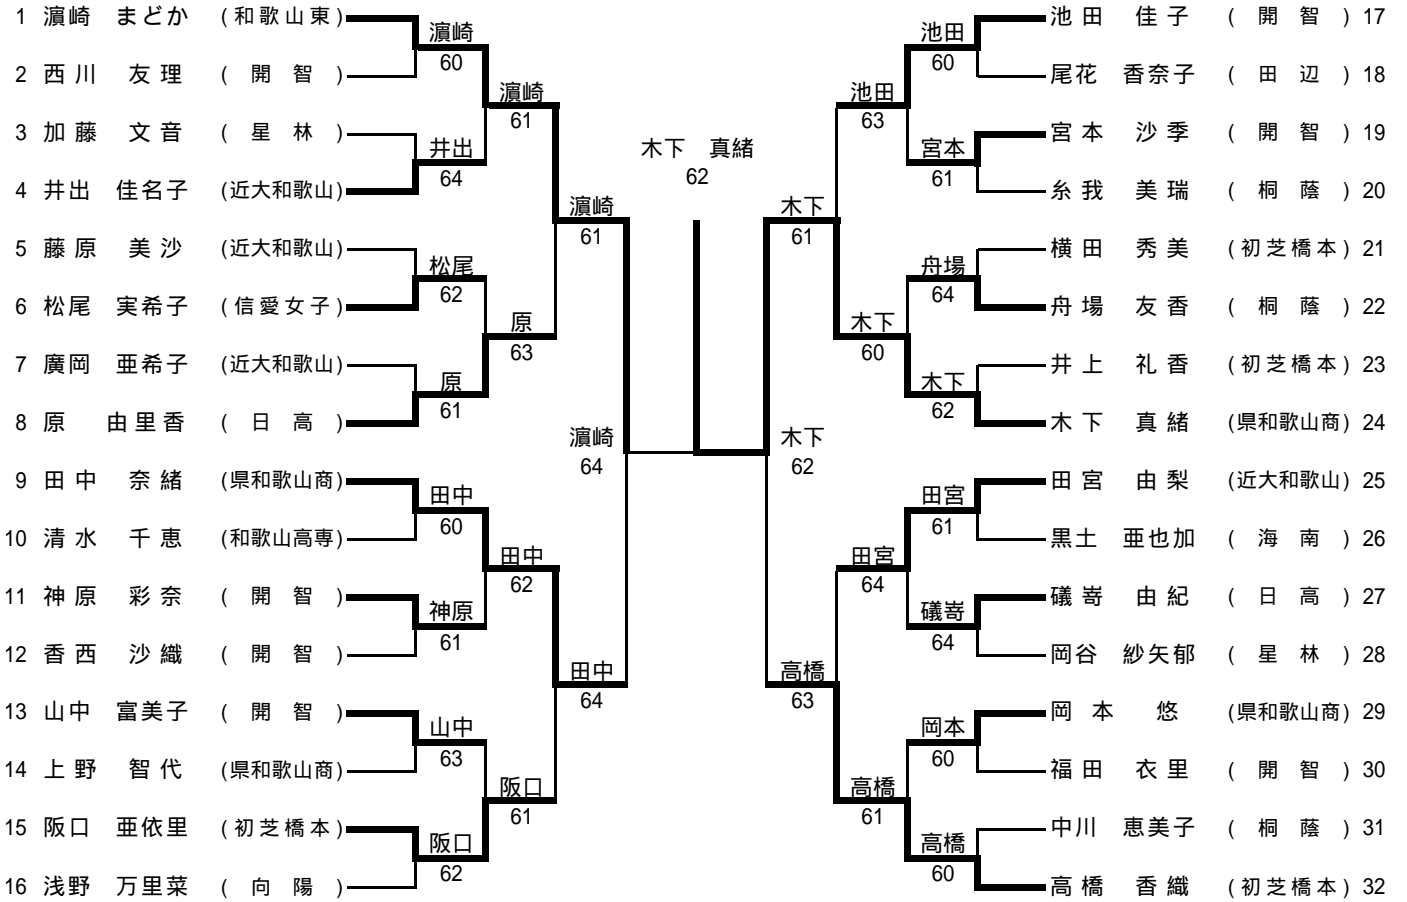 1 濵崎 まどか (和歌山東)
2 西川 友理 (開智)
3 加藤 文音 (星林)
4 井出 佳名子 (近大和歌山)
5 藤原 美沙 (近大和歌山)
6 松尾 実希子 (信愛女子)
7 廣岡 亜希子 (近大和歌山)
8 原 由里香 (日高)
9 田中 奈緒 (県和歌山商)
10 清水 千恵 (和歌山高専)
11 神原 彩奈 (開智)
12 香西 沙織 (開智)
13 山中 富美子 (開智)
14 上野 智代 (県和歌山商)
15 阪口 亜依里 (初芝橋本)
16 浅野 万里菜 (向陽)
濵崎
60
井出
64
松尾
62
原
61
田中
60
神原
61
山中
63
阪口
62
濵崎
61
原
63
田中
62
阪口
61
濵崎
61
田中
64
濵崎
64
木下 真緒
62
木下
62
木下
61
高橋
63
池田
63
木下
60
田宮
64
高橋
61
池田
60
宮本
61
舟場
64
木下
62
田宮
61
礒嵜
64
岡本
60
高橋
60
池田 佳子 (開智) 17
尾花 香奈子 (田辺) 18
宮本 沙季 (開智) 19
糸我 美瑞 (桐蔭) 20
横田 秀美 (初芝橋本) 21
舟場 友香 (桐蔭) 22
井上 礼香 (初芝橋本) 23
木下 真緒 (県和歌山商) 24
田宮 由梨 (近大和歌山) 25
黒土 亜也加 (海南) 26
礒嵜 由紀 (日高) 27
岡谷 紗矢郁 (星林) 28
岡本 悠 (県和歌山商) 29
福田 衣里 (開智) 30
中川 恵美子 (桐蔭) 31
高橋 香織 (初芝橋本) 32